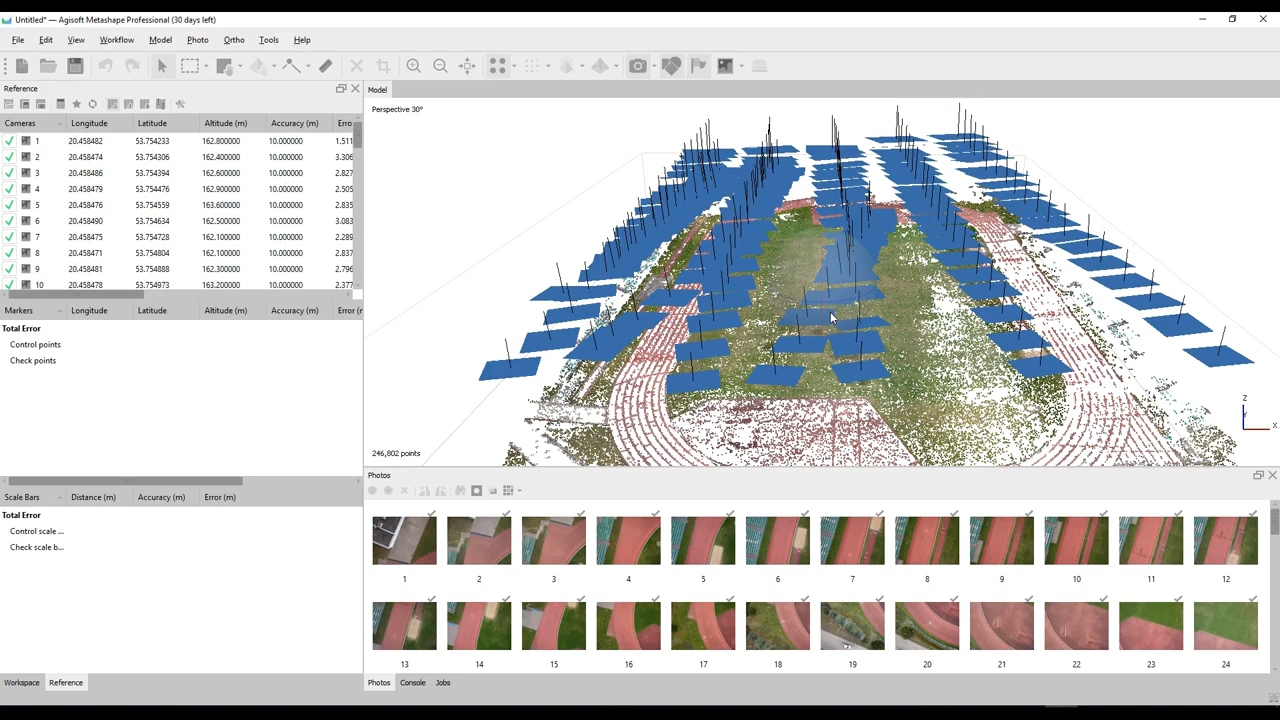 Untitled* — Agisoft Metashape Professional (30 days left)
File Edit View Workflow Model Photo Ortho Tools Help
Reference
Cameras Longitude Latitude Altitude (m) Accuracy (m) Erro
1 20.458482 53.754233 162.800000 10.000000 1.511
2 20.458474 53.754306 162.400000 10.000000 3.306
3 20.458486 53.754394 162.600000 10.000000 2.827
4 20.458479 53.754476 162.900000 10.000000 2.505
5 20.458476 53.754559 163.600000 10.000000 2.835
6 20.458490 53.754634 162.500000 10.000000 3.083
7 20.458475 53.754728 162.100000 10.000000 2.289
8 20.458471 53.754804 162.100000 10.000000 2.837
9 20.458481 53.754888 162.300000 10.000000 2.796
10 20.458478 53.754973 163.200000 10.000000 2.377
Markers Longitude Latitude Altitude (m) Accuracy (m) Error (r
Total Error
Control points
Check points
Scale Bars Distance (m) Accuracy (m) Error (m)
Total Error
Control scale ...
Check scale b...
Workspace Reference
Model
Perspective 30°
Z
Y
X
246,802 points
Photos
1 2 3 4 5 6 7 8 9 10 11 12
13 14 15 16 17 18 19 20 21 22 23 24
Photos Console Jobs